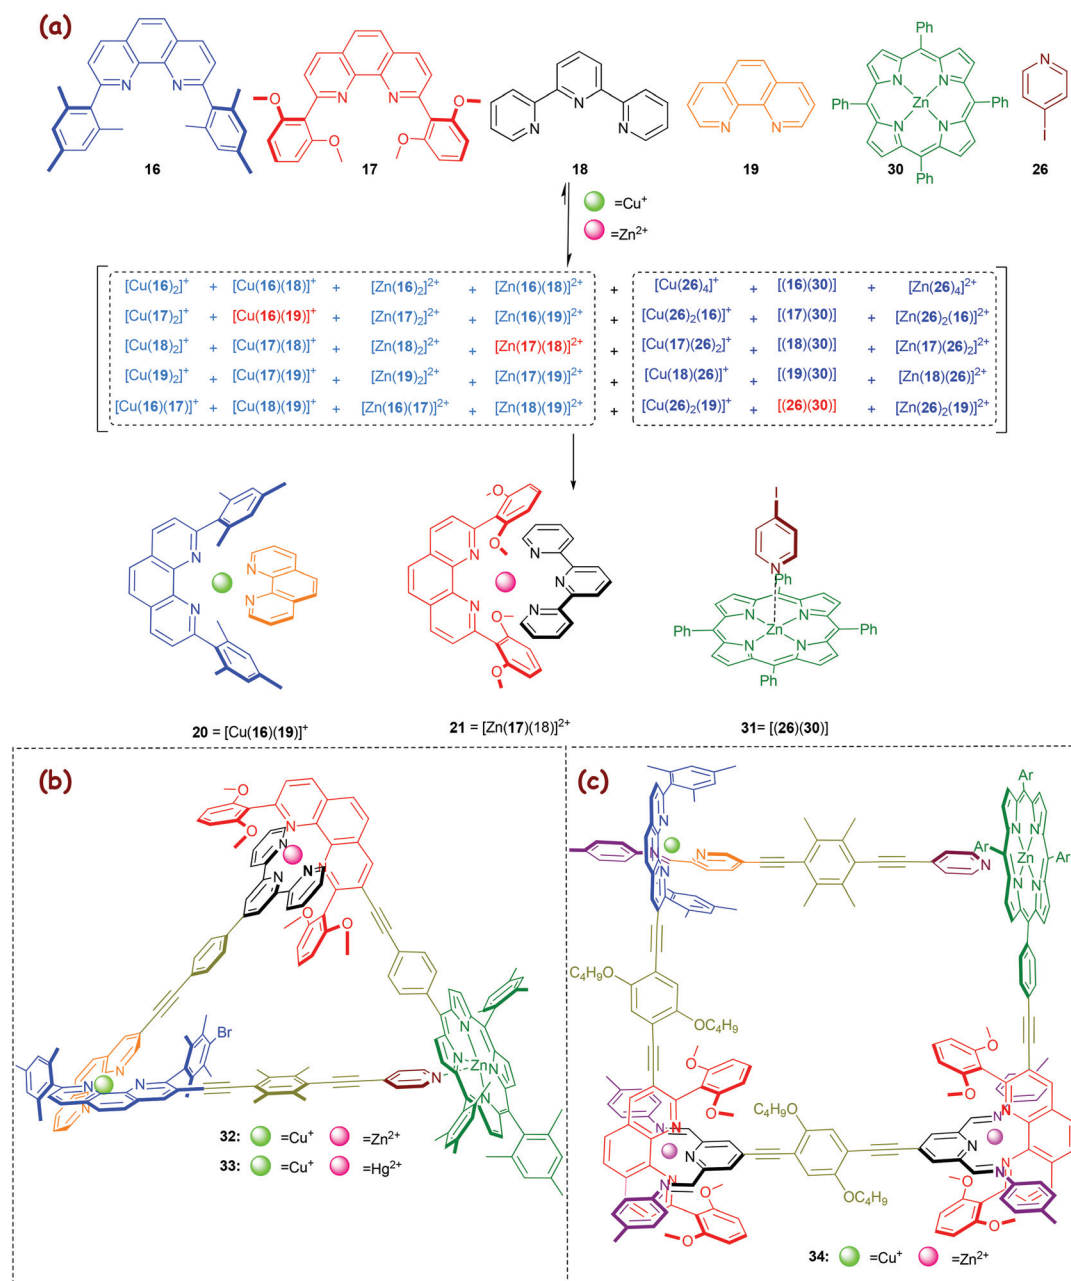 (a)
Ph
N N
Ph Zn Ph
N N
Ph
N
I
N N
N N
O O
O O
N
N N
N N
16 17 18 19 30 26
=Cu⁺
=Zn²⁺
[Cu(16)₂]⁺ + [Cu(16)(18)]⁺ + [Zn(16)₂]²⁺ + [Zn(16)(18)]²⁺ + [Cu(26)₄]⁺ + [(16)(30)] + [Zn(26)₄]²⁺
[Cu(17)₂]⁺ + [Cu(16)(19)]⁺ + [Zn(17)₂]²⁺ + [Zn(16)(19)]²⁺ + [Cu(26)₂(16)]⁺ + [(17)(30)] + [Zn(26)₂(16)]²⁺
[Cu(18)₂]⁺ + [Cu(17)(18)]⁺ + [Zn(18)₂]²⁺ + [Zn(17)(18)]²⁺ + [Cu(17)(26)₂]⁺ + [(18)(30)] + [Zn(17)(26)₂]²⁺
[Cu(19)₂]⁺ + [Cu(17)(19)]⁺ + [Zn(19)₂]²⁺ + [Zn(17)(19)]²⁺ + [Cu(18)(26)]⁺ + [(19)(30)] + [Zn(18)(26)]²⁺
[Cu(16)(17)]⁺ + [Cu(18)(19)]⁺ + [Zn(16)(17)]²⁺ + [Zn(18)(19)]²⁺ + [Cu(26)₂(19)]⁺ + [(26)(30)] + [Zn(26)₂(19)]²⁺
N N
N N
O
O
N N
N
N N
O
O
I
N
Ph
N N
Ph Zn Ph
N N
Ph
20 = [Cu(16)(19)]⁺
21 = [Zn(17)(18)]²⁺
31= [(26)(30)]
(b)
O
O
N N
N
N N
O O
Br
N N
N
N
N
N N
N Zn
N
32: =Cu⁺ =Zn²⁺
33: =Cu⁺ =Hg²⁺
(c)
N
N N
N
N
Ar
N N
Ar Zn Ar
N N
C₄H₉O
OC₄H₉
O
O
N N
N
N N
O
O
C₄H₉O
OC₄H₉
O
O
N N
N
N N
O
O
34: =Cu⁺ =Zn²⁺